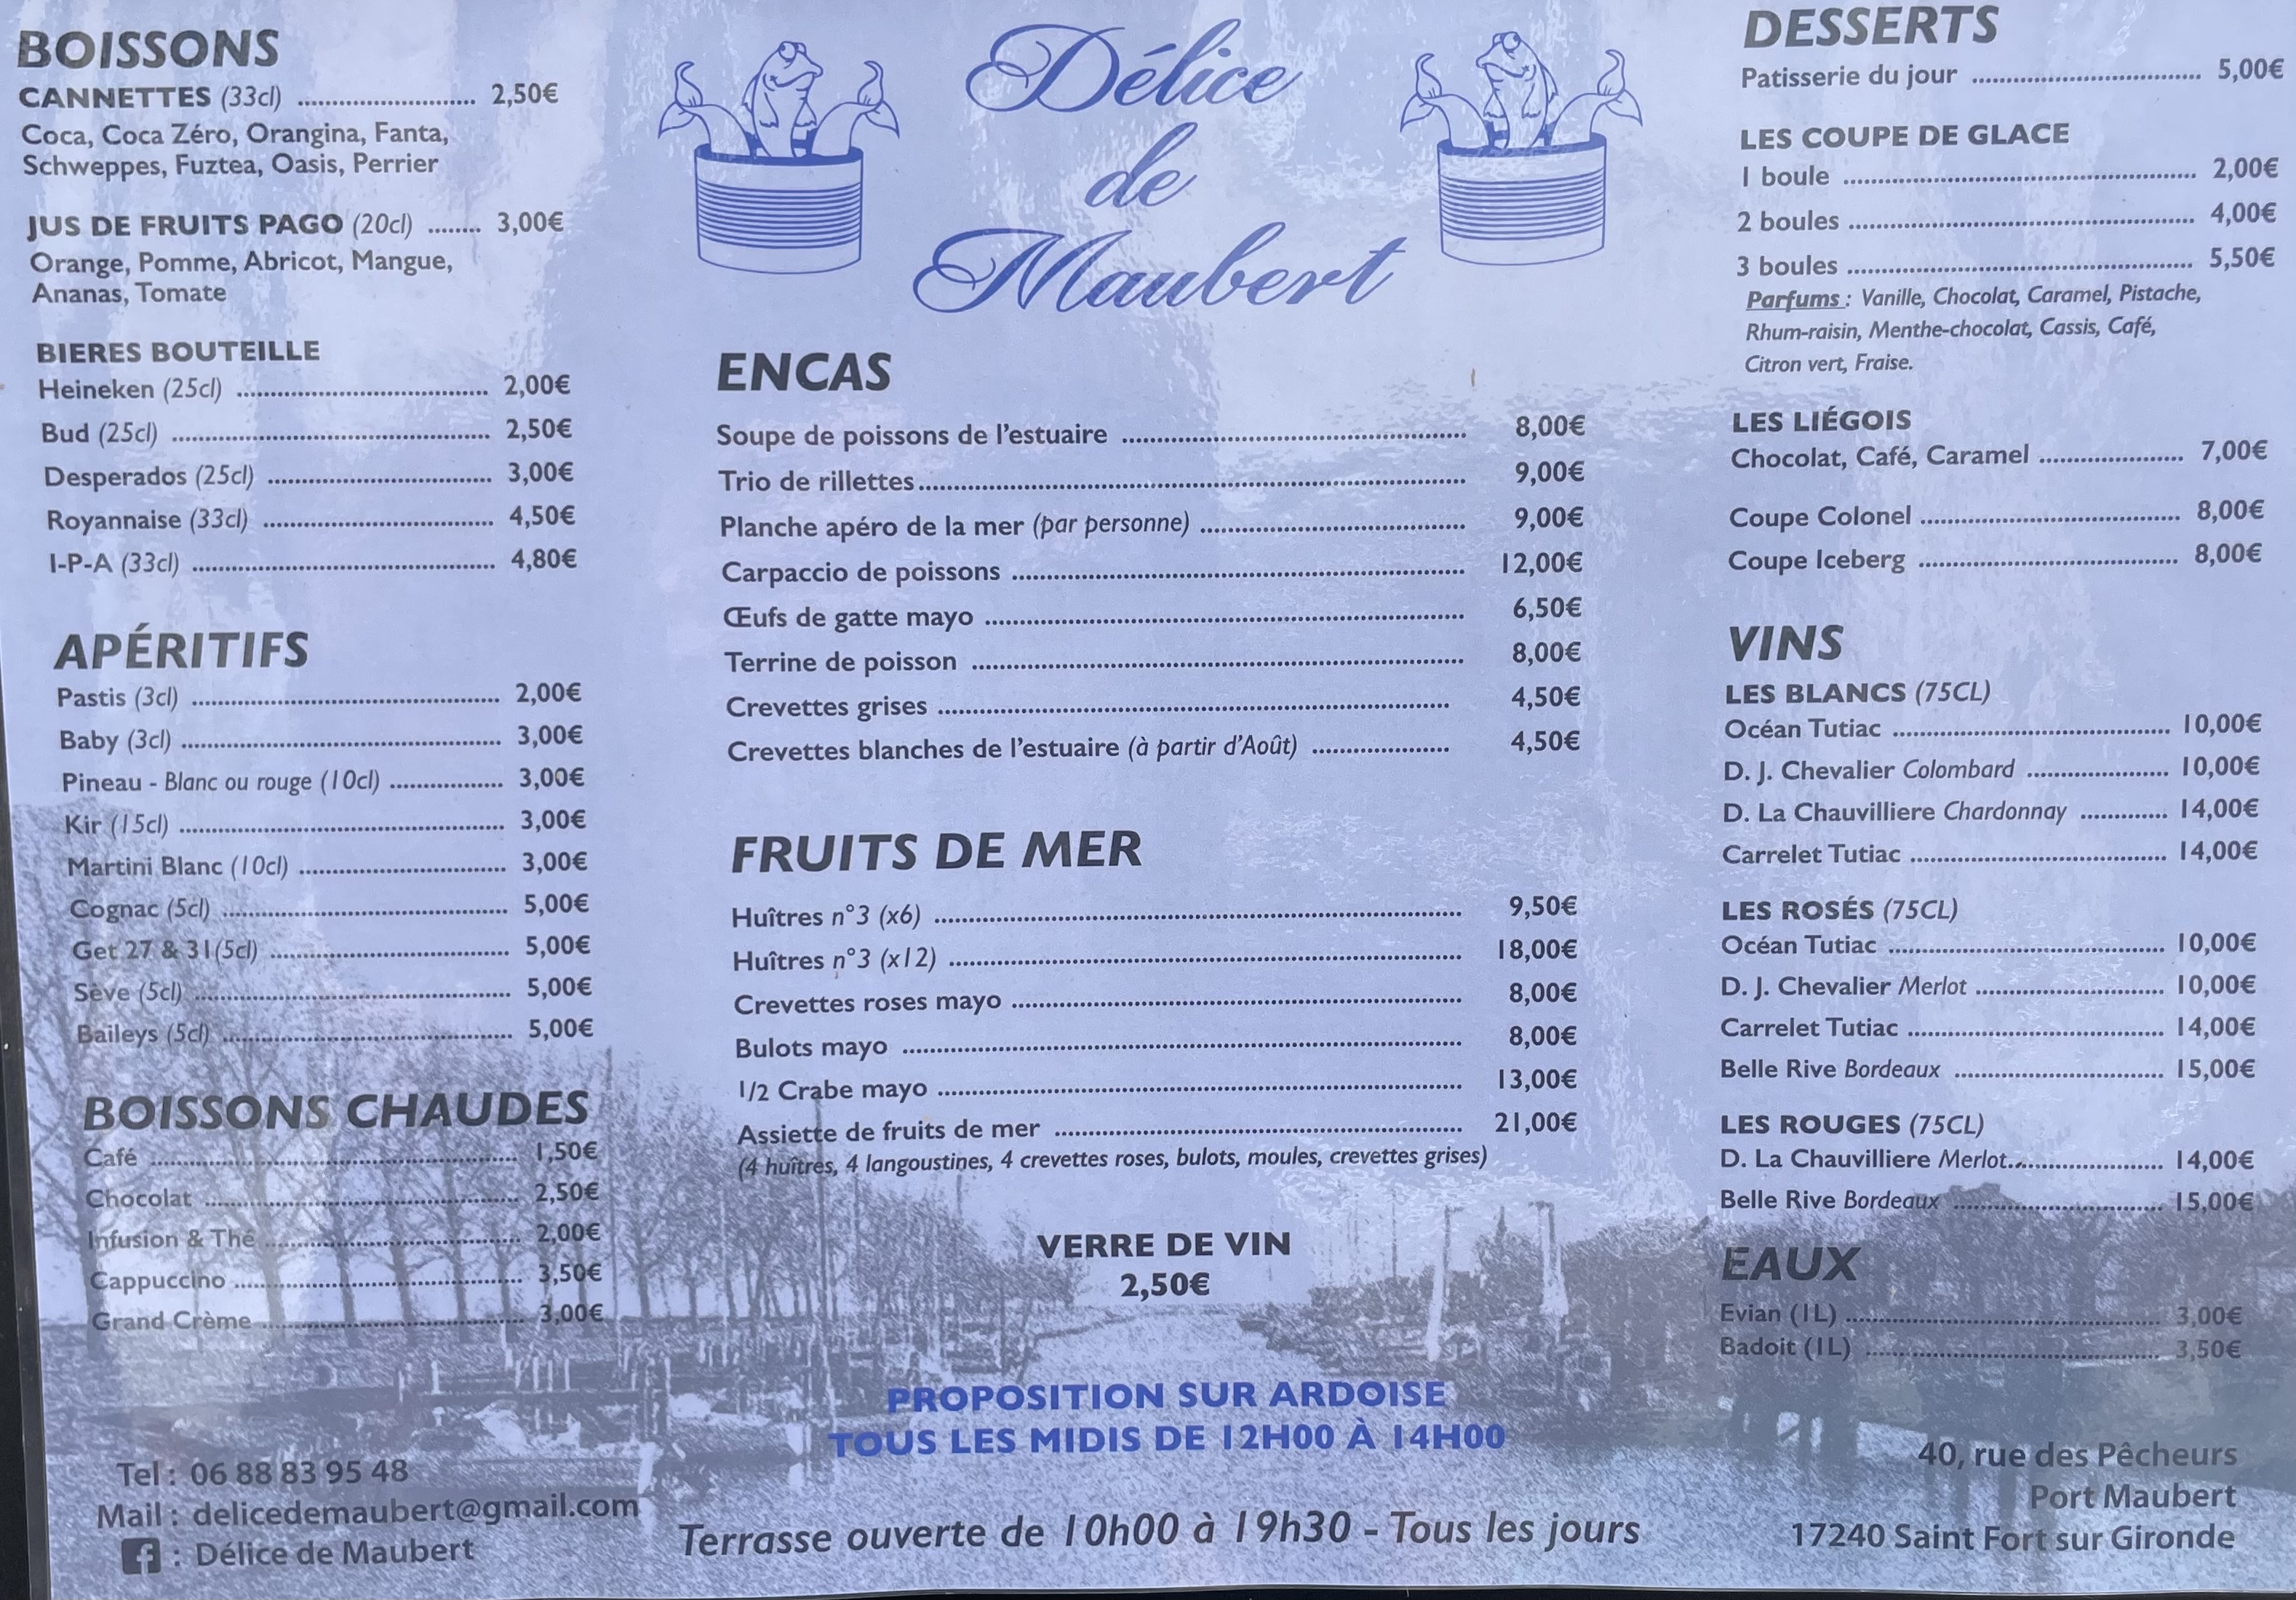 BOISSONS
CANNETTES (33cl) ........................... 2,50€
Coca, Coca Zéro, Orangina, Fanta,
Schweppes, Fuztea, Oasis, Perrier
JUS DE FRUITS PAGO (20cl) ........ 3,00€
Orange, Pomme, Abricot, Mangue,
Ananas, Tomate
BIERES BOUTEILLE
Heineken (25cl) ...................................... 2,00€
Bud (25cl) ................................................ 2,50€
Desperados (25cl) .................................. 3,00€
Royannaise (33cl) ................................... 4,50€
I-P-A (33cl) .............................................. 4,80€
APÉRITIFS
Pastis (3cl) ............................................... 2,00€
Baby (3cl) ................................................. 3,00€
Pineau - Blanc ou rouge (10cl) ................. 3,00€
Kir (15cl) .................................................. 3,00€
Martini Blanc (10cl) ................................ 3,00€
Cognac (5cl) ............................................ 5,00€
Get 27 & 31(5cl) ..................................... 5,00€
Sève (5cl) ................................................. 5,00€
Baileys (5cl) ............................................. 5,00€
BOISSONS CHAUDES
Café ........................................................ 1,50€
Chocolat ................................................ 2,50€
Infusion & Thé ....................................... 2,00€
Cappuccino ............................................ 3,50€
Grand Crème ........................................ 3,00€
Tel : 06 88 83 95 48
Mail : delicedemaubert@gmail.com
f : Délice de Maubert
Délice
de
Maubert
ENCAS
Soupe de poissons de l'estuaire .................................................... 8,00€
Trio de rillettes................................................................................... 9,00€
Planche apéro de la mer (par personne) ........................................ 9,00€
Carpaccio de poissons ..................................................................... 12,00€
Œufs de gatte mayo ......................................................................... 6,50€
Terrine de poisson ........................................................................... 8,00€
Crevettes grises ............................................................................... 4,50€
Crevettes blanches de l'estuaire (à partir d'Août) ..................... 4,50€
FRUITS DE MER
Huîtres n°3 (x6) ................................................................................ 9,50€
Huîtres n°3 (x12) .............................................................................. 18,00€
Crevettes roses mayo ..................................................................... 8,00€
Bulots mayo ..................................................................................... 8,00€
1/2 Crabe mayo ................................................................................ 13,00€
Assiette de fruits de mer .............................................................. 21,00€
(4 huîtres, 4 langoustines, 4 crevettes roses, bulots, moules, crevettes grises)
VERRE DE VIN
2,50€
PROPOSITION SUR ARDOISE
TOUS LES MIDIS DE 12H00 À 14H00
Terrasse ouverte de 10h00 à 19h30 - Tous les jours
DESSERTS
Patisserie du jour ................................... 5,00€
LES COUPE DE GLACE
1 boule ...................................................... 2,00€
2 boules .................................................... 4,00€
3 boules .................................................... 5,50€
Parfums : Vanille, Chocolat, Caramel, Pistache,
Rhum-raisin, Menthe-chocolat, Cassis, Café,
Citron vert, Fraise.
LES LIÉGOIS
Chocolat, Café, Caramel ...................... 7,00€
Coupe Colonel ....................................... 8,00€
Coupe Iceberg ....................................... 8,00€
VINS
LES BLANCS (75CL)
Océan Tutiac .......................................... 10,00€
D. J. Chevalier Colombard ..................... 10,00€
D. La Chauvilliere Chardonnay ............. 14,00€
Carrelet Tutiac ...................................... 14,00€
LES ROSÉS (75CL)
Océan Tutiac .......................................... 10,00€
D. J. Chevalier Merlot ............................ 10,00€
Carrelet Tutiac ...................................... 14,00€
Belle Rive Bordeaux ............................... 15,00€
LES ROUGES (75CL)
D. La Chauvilliere Merlot....................... 14,00€
Belle Rive Bordeaux ............................... 15,00€
EAUX
Evian (1L) ............................................... 3,00€
Badoit (1L) ............................................. 3,50€
40, rue des Pêcheurs
Port Maubert
17240 Saint Fort sur Gironde